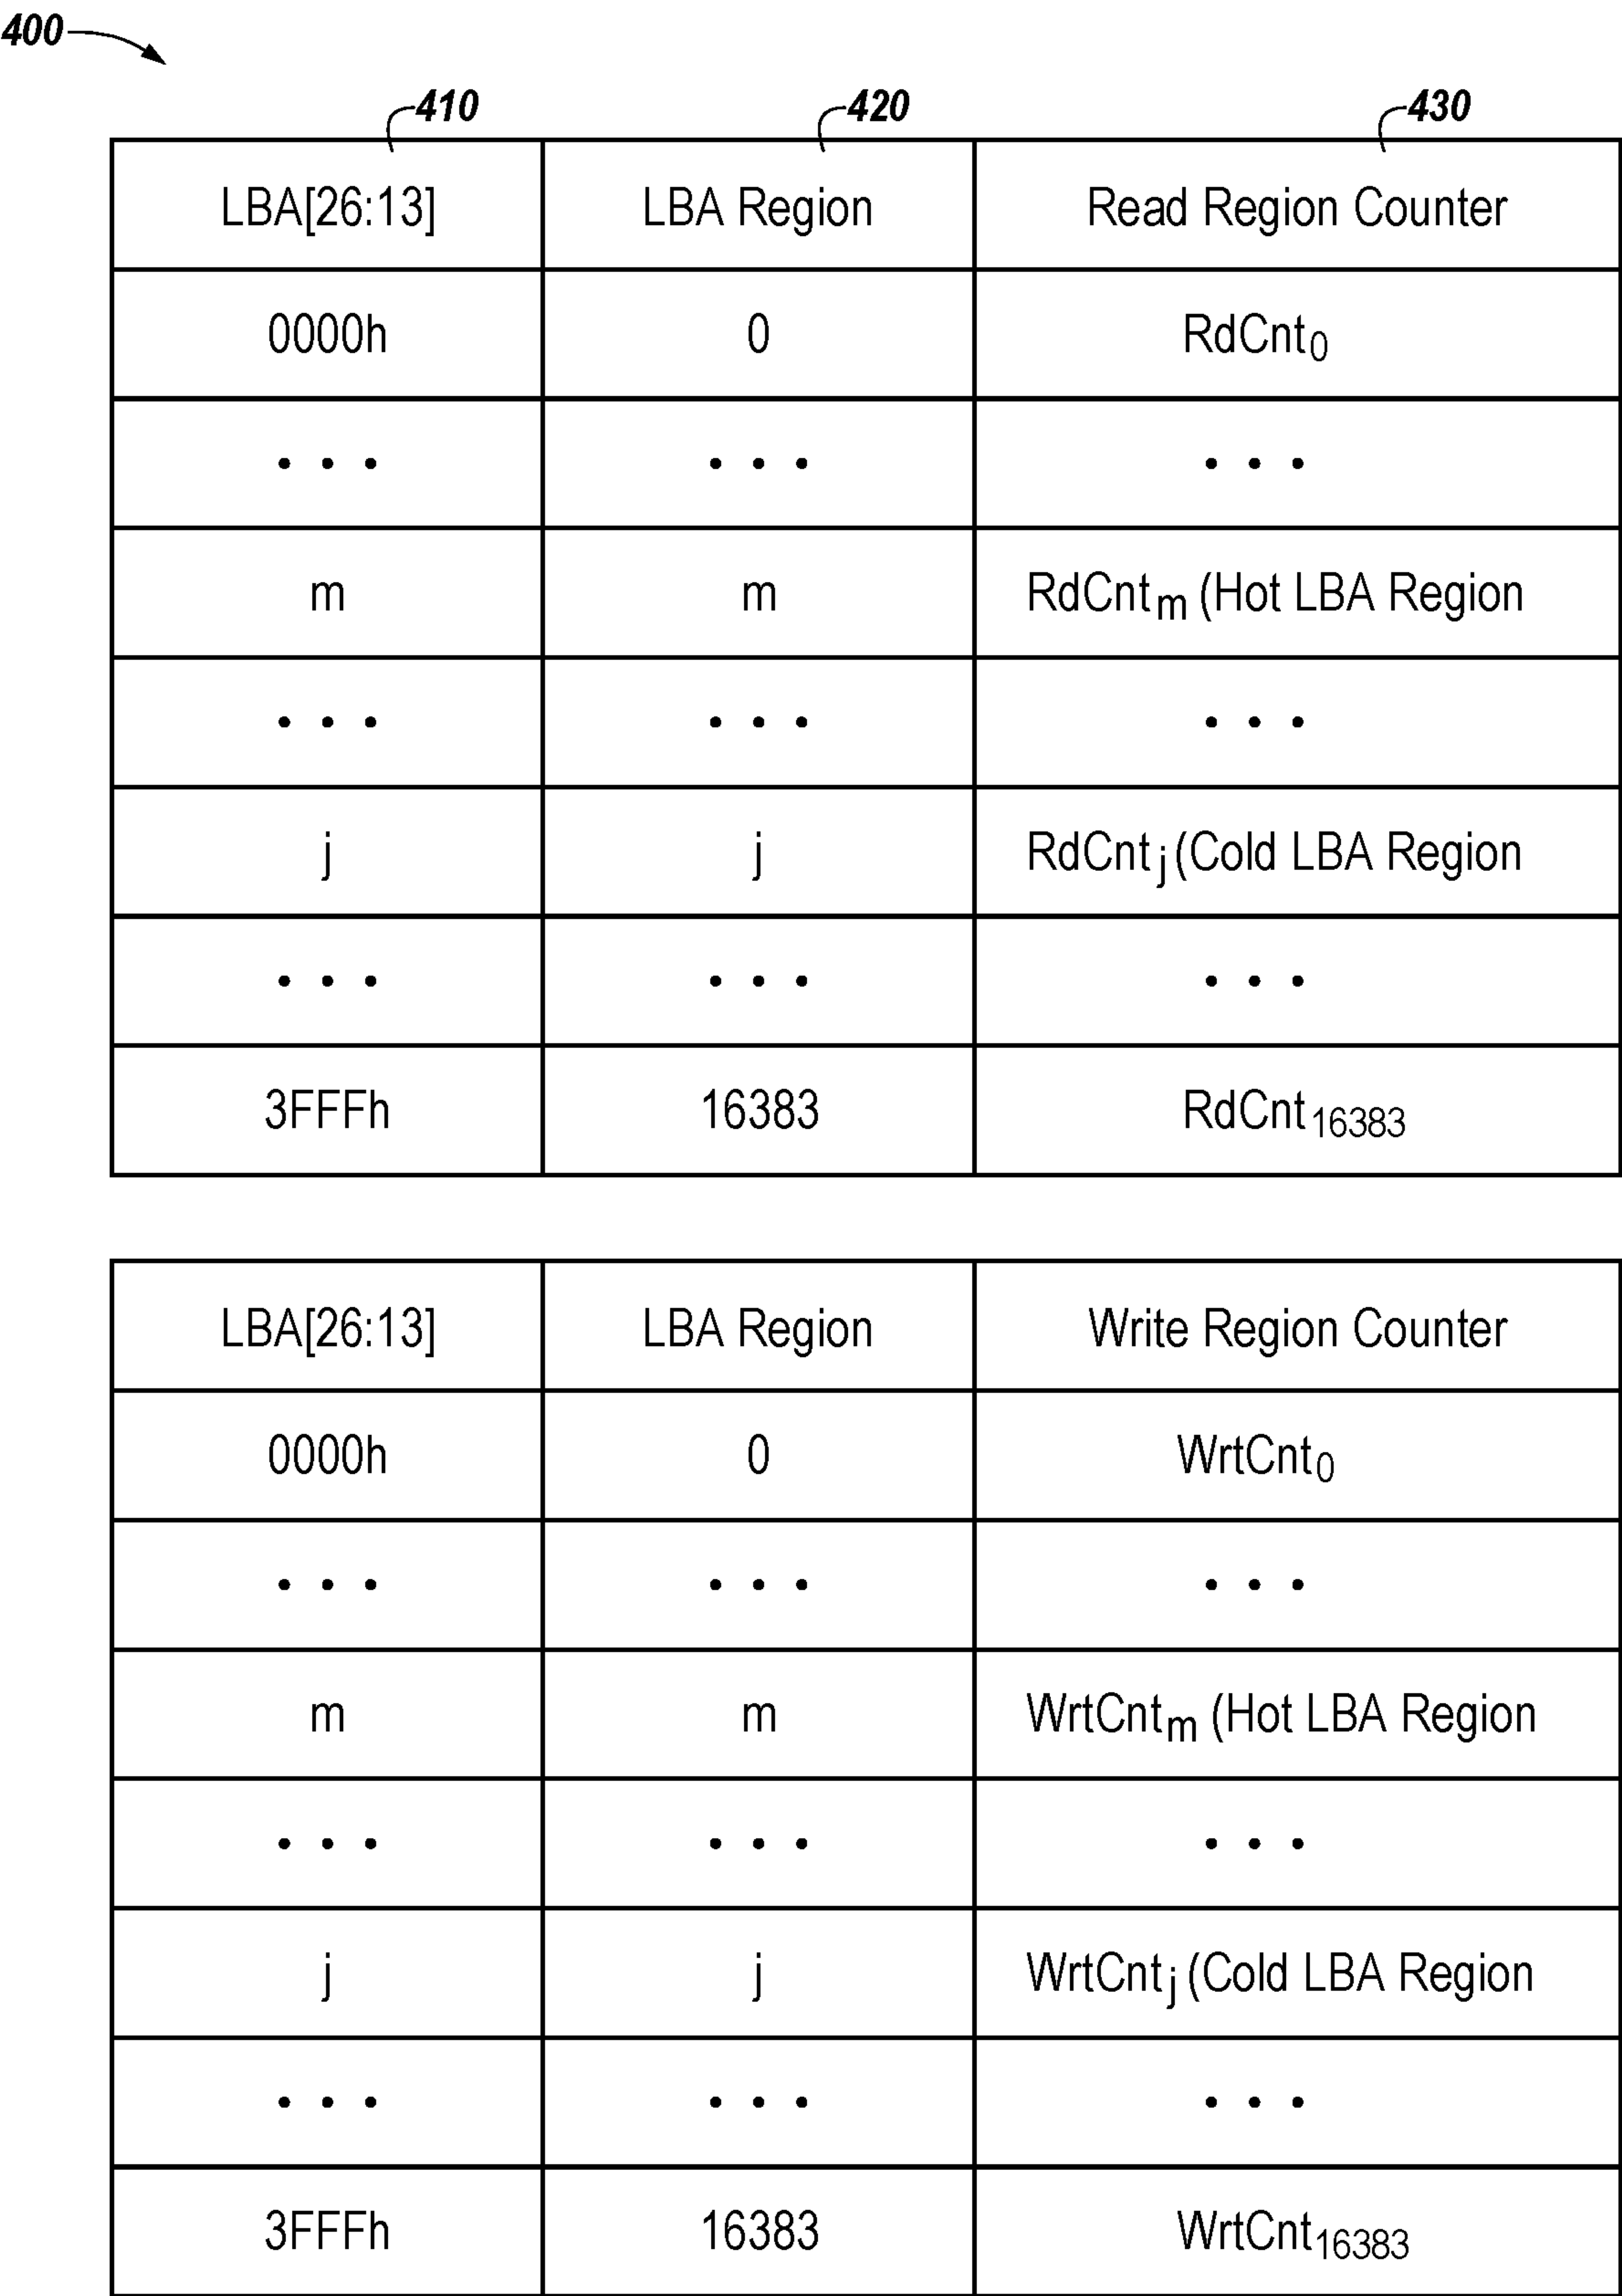 400
410 420 430
LBA[26:13] LBA Region Read Region Counter
0000h 0 RdCnt0
... ... ...
m m RdCntm (Hot LBA Region
... ... ...
j j RdCntj (Cold LBA Region
... ... ...
3FFFh 16383 RdCnt16383
LBA[26:13] LBA Region Write Region Counter
0000h 0 WrtCnt0
... ... ...
m m WrtCntm (Hot LBA Region
... ... ...
j j WrtCntj (Cold LBA Region
... ... ...
3FFFh 16383 WrtCnt16383